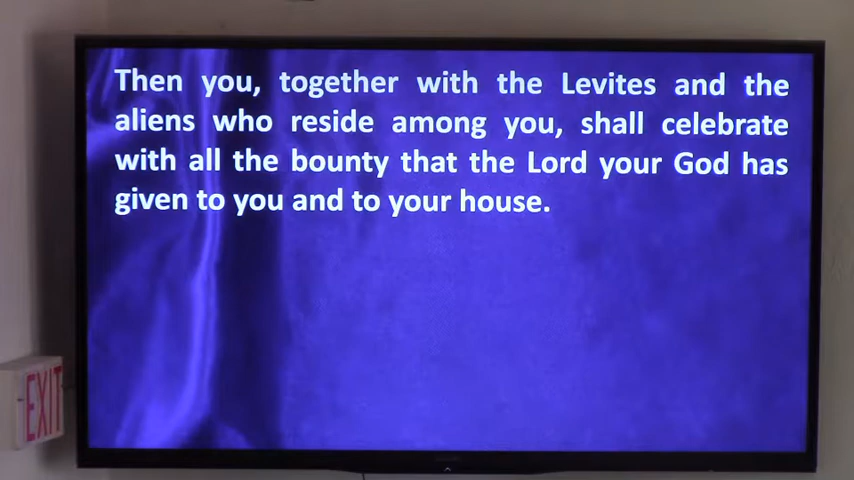 Then you, together with the Levites and the
aliens who reside among you, shall celebrate
with all the bounty that the Lord your God has
given to you and to your house.
EXIT